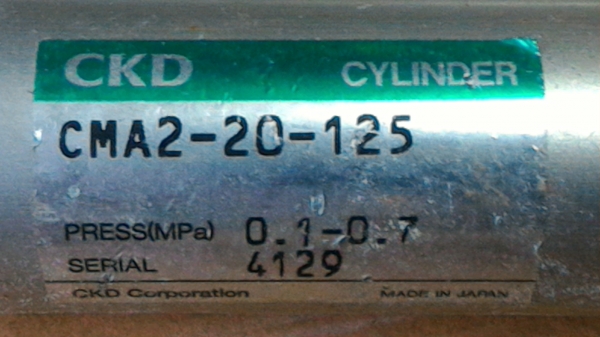 CKD CYLINDER
CMA2-20-125
PRESS(MPa) 0.1-0.7
SERIAL 4129
CKD Corporation MADE IN JAPAN